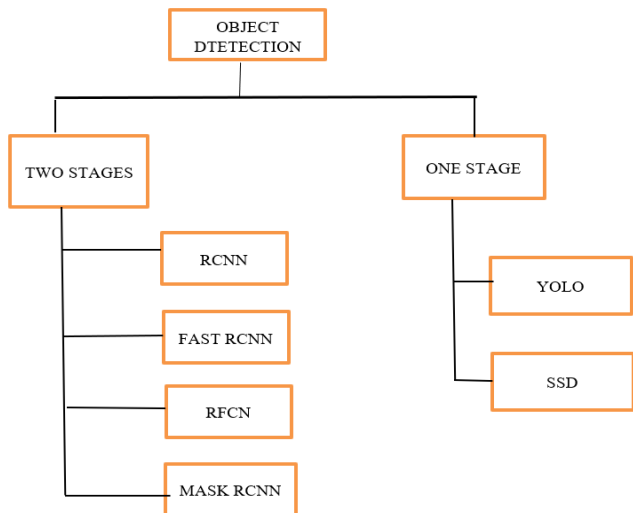 OBJECT
DTETECTION
TWO STAGES
ONE STAGE
RCNN
YOLO
FAST RCNN
SSD
RFCN
MASK RCNN